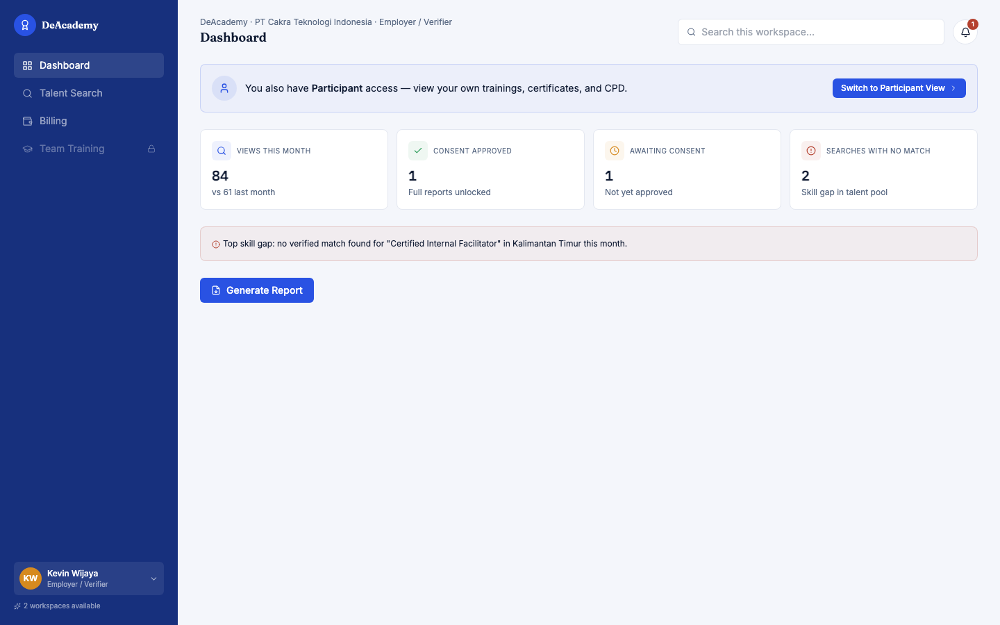 DeAcademy
Dashboard
Talent Search
Billing
Team Training
KW
Kevin Wijaya
Employer / Verifier
2 workspaces available
DeAcademy · PT Cakra Teknologi Indonesia · Employer / Verifier
Dashboard
Search this workspace...
1
You also have Participant access — view your own trainings, certificates, and CPD.
Switch to Participant View
VIEWS THIS MONTH
84
vs 61 last month
CONSENT APPROVED
1
Full reports unlocked
AWAITING CONSENT
1
Not yet approved
SEARCHES WITH NO MATCH
2
Skill gap in talent pool
Top skill gap: no verified match found for "Certified Internal Facilitator" in Kalimantan Timur this month.
Generate Report